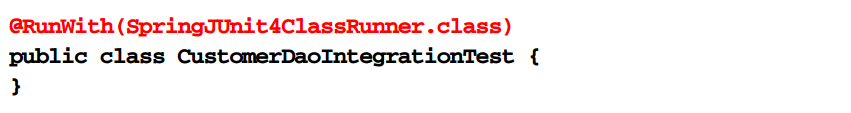 @RunWith(SpringJUnit4ClassRunner.class)
public class CustomerDaoIntegrationTest {
}